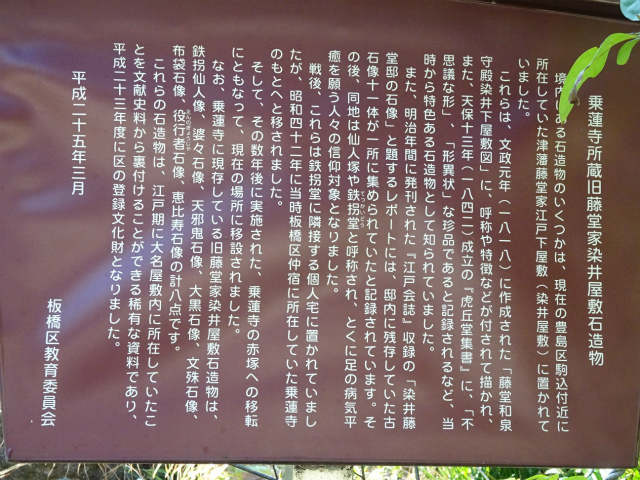 乗蓮寺所蔵旧藤堂家染井屋敷石造物
境内にある石造物のいくつかは、現在の豊島区駒込付近に
所在していた津藩藤堂家江戸下屋敷（染井屋敷）に置かれて
いました。
これらは、文政元年（一八一八）に作成された「藤堂和泉
守殿染井下屋敷図」に、呼称や特徴などが付されて描かれ、
また、天保十三年（一八四二）成立の『虎丘堂集書』に、「不
思議な形」、「形異状」な珍品であると記録されるなど、当
時から特色ある石造物として知られていました。
また、明治年間に発刊された『江戸会誌』収録の「染井藤
堂邸の石像」と題するレポートには、邸内に残存していた古
石像十一体が一所に集められていたと記録されています。そ
の後、同地は仙人塚や鉄拐堂と呼称され、とくに足の病気平
癒を願う人々の信仰対象となりました。
戦後、これらは鉄拐堂に隣接する個人宅に置かれていまし
たが、昭和四十二年に当時板橋区仲宿に所在していた乗蓮寺
のもとへと移されました。
そして、その数年後に実施された、乗蓮寺の赤塚への移転
にともなって、現在の場所に移設されました。
なお、乗蓮寺に現存している旧藤堂家染井屋敷石造物は、
鉄拐仙人像、婆々石像、天邪鬼石像、大黒石像、文殊石像、
布袋石像、役行者石像、恵比寿石像の計八点です。
これらの石造物は、江戸期に大名屋敷内に所在していたこ
とを文献史料から裏付けることができる稀有な資料であり、
平成二十三年度に区の登録文化財となりました。
平成二十五年三月
板橋区教育委員会